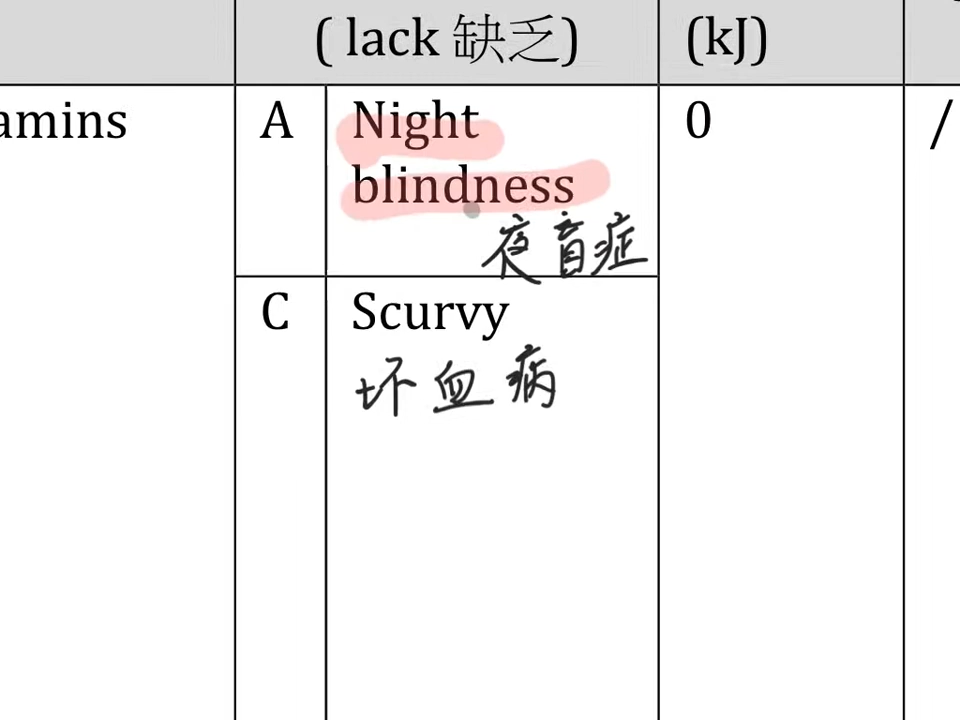 ( lack 缺乏) (kJ)
amins A Night 0 /
blindness
夜盲症
C Scurvy
坏血病